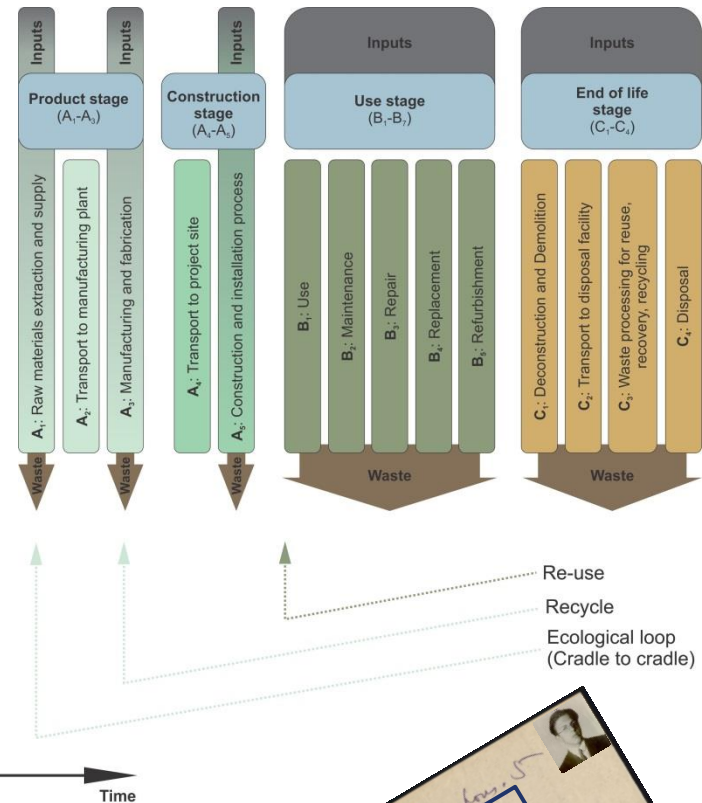 Inputs
Inputs
Inputs
Inputs
Inputs
Product stage
(A₁-A₃)
Construction
stage
(A₄-A₅)
Use stage
(B₁-B₇)
End of life
stage
(C₁-C₄)
A₁: Raw materials extraction and supply
A₂: Transport to manufacturing plant
A₃: Manufacturing and fabrication
A₄: Transport to project site
A₅: Construction and installation process
B₁: Use
B₂: Maintenance
B₃: Repair
B₄: Replacement
B₅: Refurbishment
C₁: Deconstruction and Demolition
C₂: Transport to disposal facility
C₃: Waste processing for reuse,
recovery, recycling
C₄: Disposal
Waste
Waste
Waste
Waste
Waste
Re-use
Recycle
Ecological loop
(Cradle to cradle)
Time